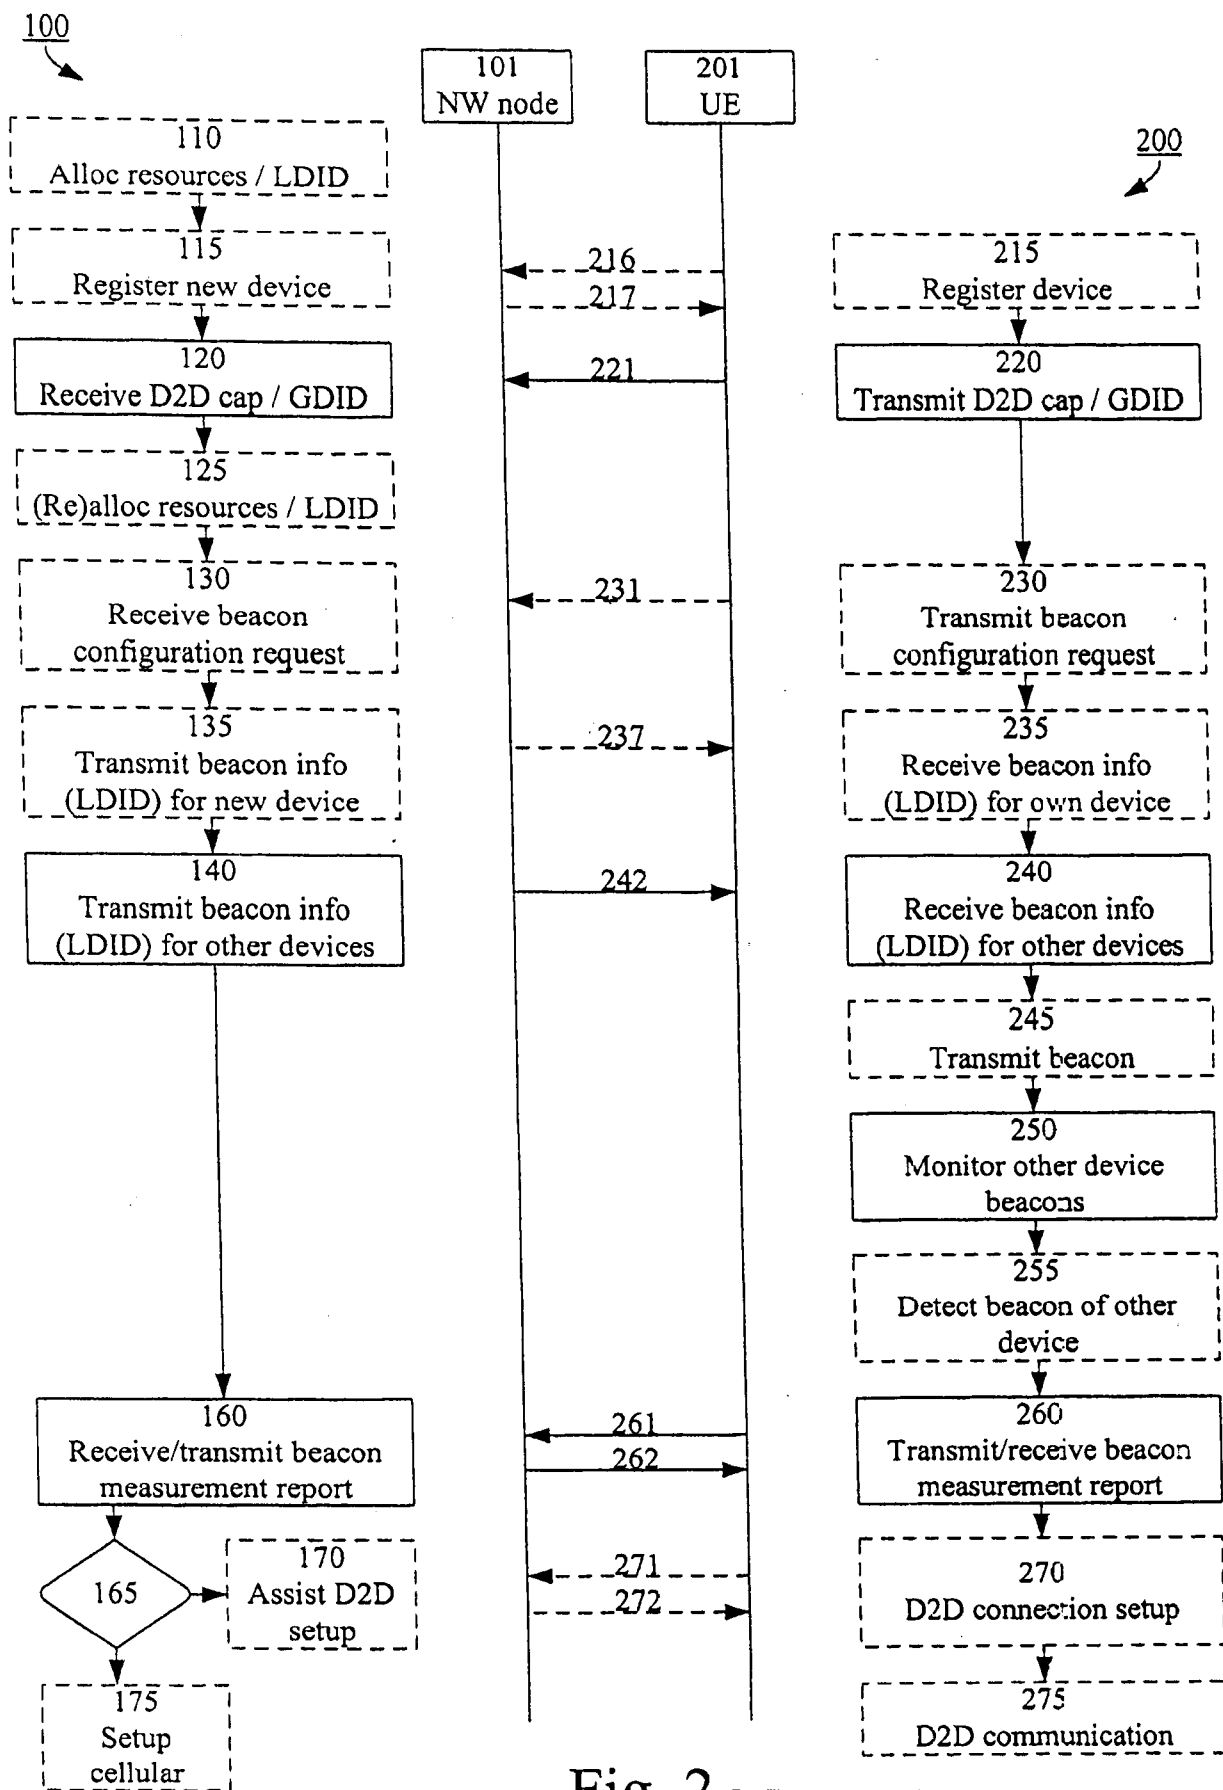 100
101
NW node
201
UE
200
110
Alloc resources / LDID
115
Register new device
120
Receive D2D cap / GDID
125
(Re)alloc resources / LDID
130
Receive beacon
configuration request
135
Transmit beacon info
(LDID) for new device
140
Transmit beacon info
(LDID) for other devices
160
Receive/transmit beacon
measurement report
165
170
Assist D2D
setup
175
Setup
cellular
216
217
221
231
237
242
261
262
271
272
215
Register device
220
Transmit D2D cap / GDID
230
Transmit beacon
configuration request
235
Receive beacon info
(LDID) for own device
240
Receive beacon info
(LDID) for other devices
245
Transmit beacon
250
Monitor other device
beacons
255
Detect beacon of other
device
260
Transmit/receive beacon
measurement report
270
D2D connection setup
275
D2D communication
Fig. 2